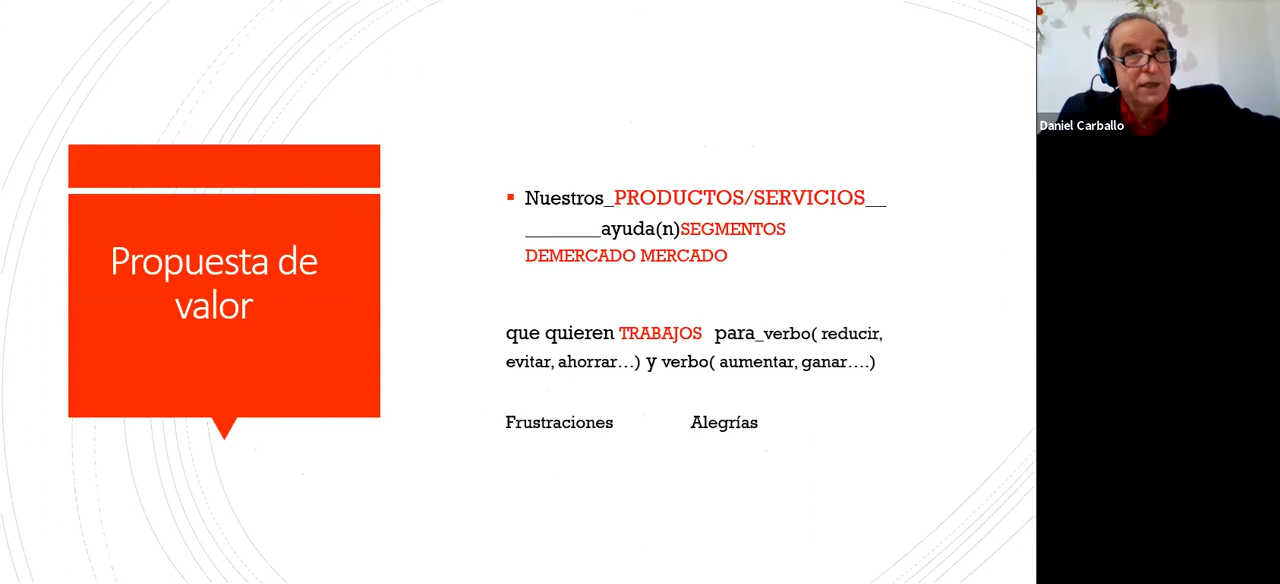 Propuesta de
valor
Nuestros_PRODUCTOS/SERVICIOS__
________ayuda(n)SEGMENTOS
DEMERCADO MERCADO
que quieren TRABAJOS para_verbo( reducir,
evitar, ahorrar...) y verbo( aumentar, ganar....)
Frustraciones Alegrías
Daniel Carballo